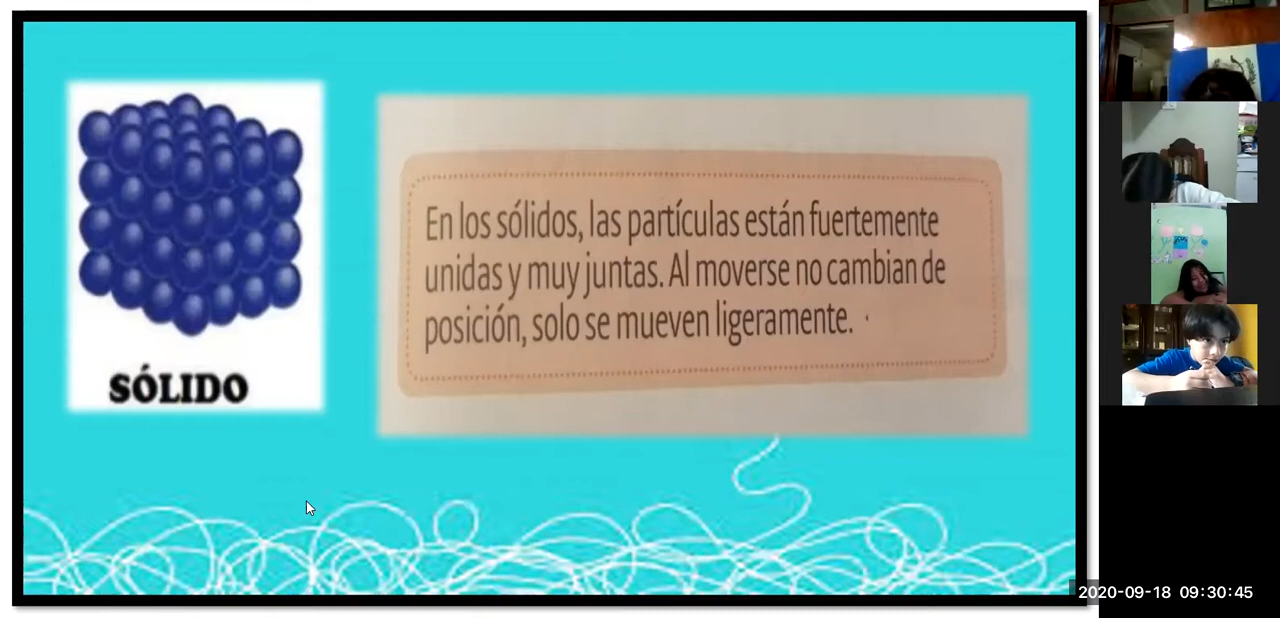 SÓLIDO
En los sólidos, las partículas están fuertemente
unidas y muy juntas. Al moverse no cambian de
posición, solo se mueven ligeramente.
2020-09-18 09:30:45